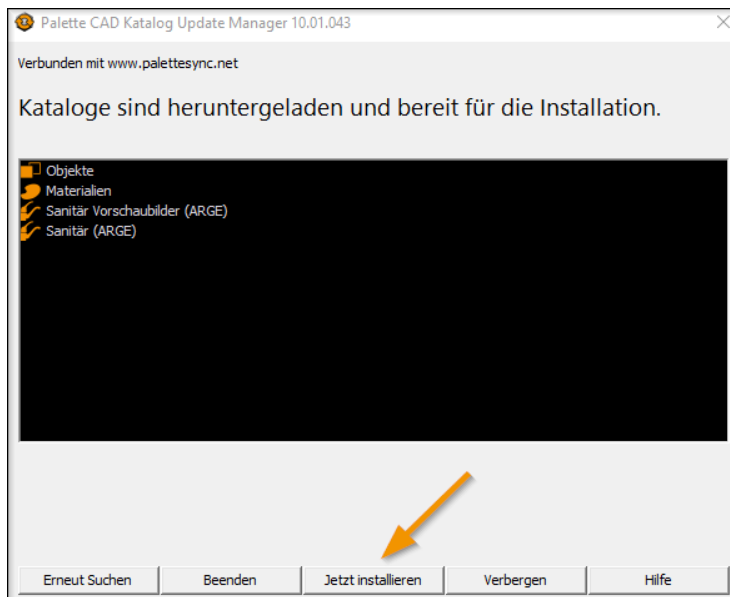 Palette CAD Katalog Update Manager 10.01.043
Verbunden mit www.palettesync.net
Kataloge sind heruntergeladen und bereit für die Installation.
Objekte
Materialien
Sanitär Vorschaubilder (ARGE)
Sanitär (ARGE)
Erneut Suchen Beenden Jetzt installieren Verbergen Hilfe